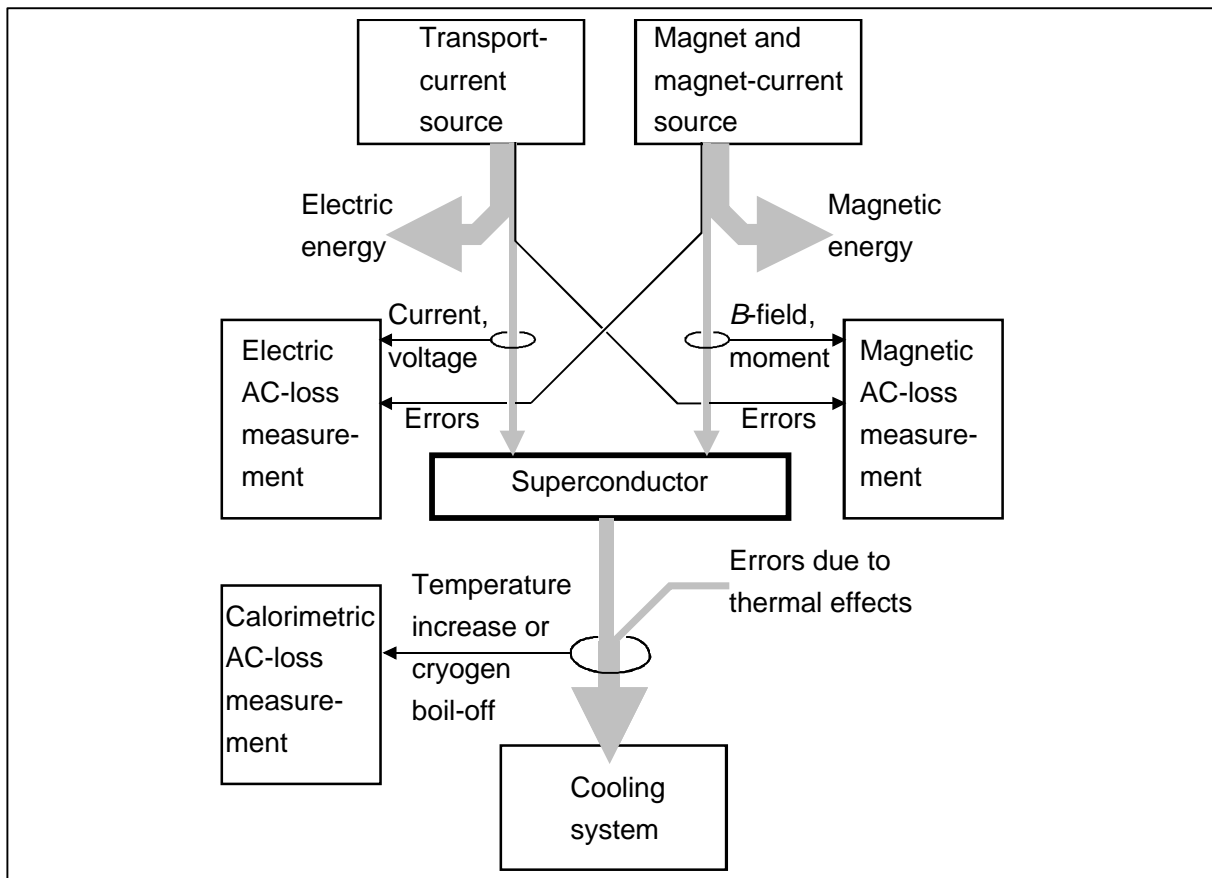 Transport-
current
source
Magnet and
magnet-current
source
Electric
energy
Magnetic
energy
Current,
voltage
B-field,
moment
Electric
AC-loss
measure-
ment
Errors
Errors
Magnetic
AC-loss
measure-
ment
Superconductor
Errors due to
thermal effects
Temperature
increase or
cryogen
boil-off
Calorimetric
AC-loss
measure-
ment
Cooling
system